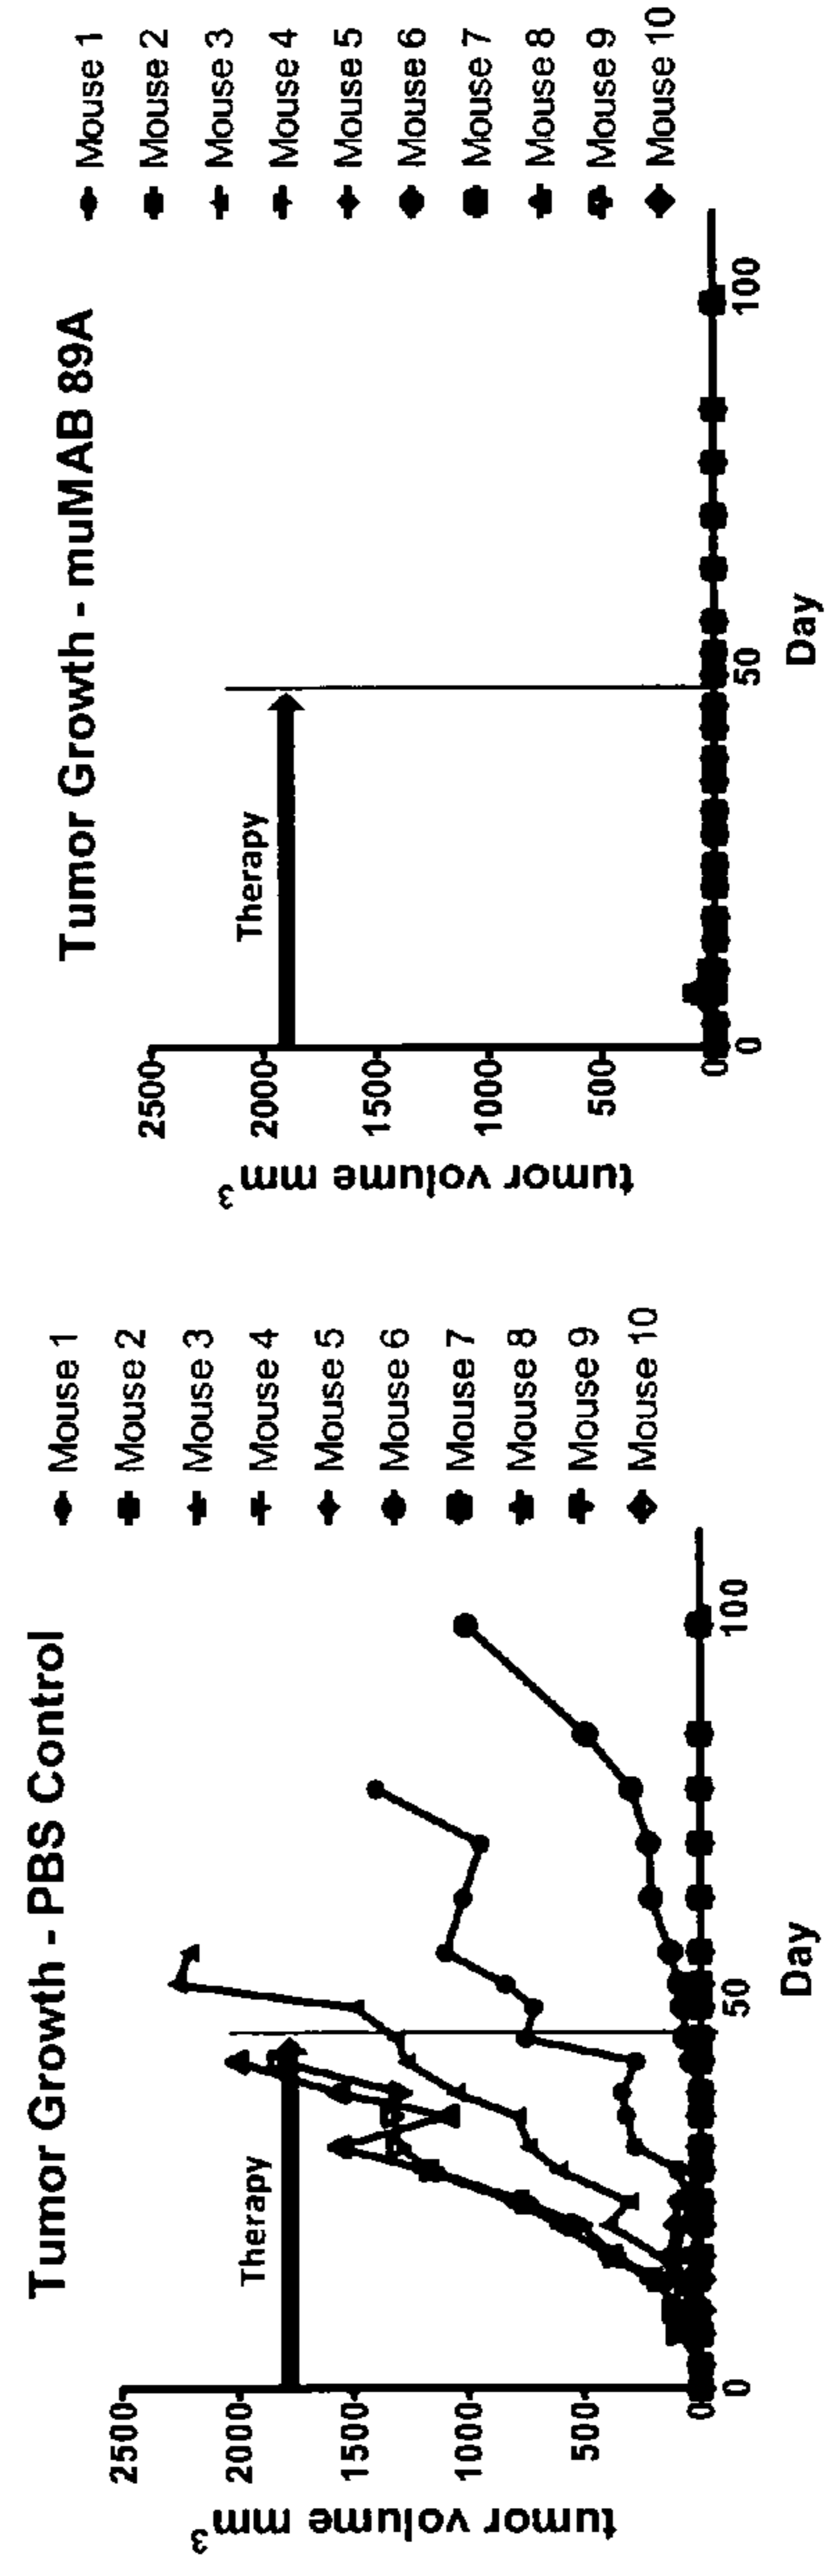 Tumor Growth - PBS Control
tumor volume mm3
2500
2000
1500
1000
500
0
Therapy
0
50
100
Day
Mouse 1
Mouse 2
Mouse 3
Mouse 4
Mouse 5
Mouse 6
Mouse 7
Mouse 8
Mouse 9
Mouse 10
Tumor Growth - muMAB 89A
tumor volume mm3
2500
2000
1500
1000
500
0
Therapy
0
50
100
Day
Mouse 1
Mouse 2
Mouse 3
Mouse 4
Mouse 5
Mouse 6
Mouse 7
Mouse 8
Mouse 9
Mouse 10